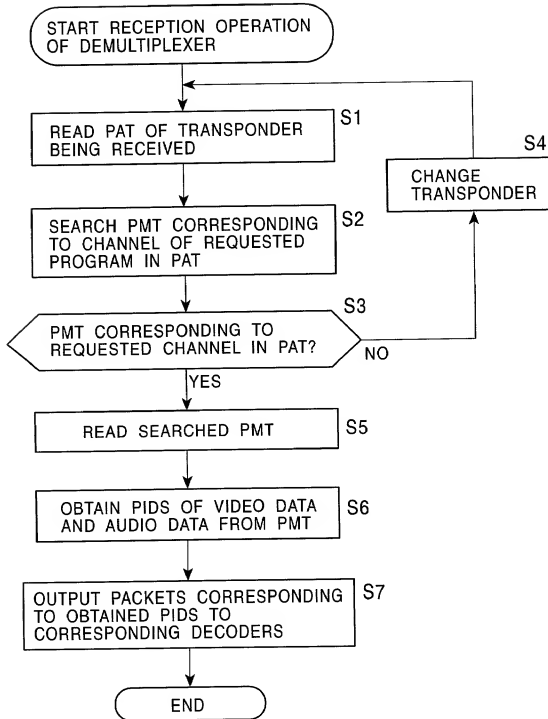 START RECEPTION OPERATION
OF DEMULTIPLEXER
READ PAT OF TRANSPONDER
BEING RECEIVED
S1
S4
CHANGE
TRANSPONDER
SEARCH PMT CORRESPONDING
TO CHANNEL OF REQUESTED
PROGRAM IN PAT
S2
S3
PMT CORRESPONDING TO
REQUESTED CHANNEL IN PAT?
NO
YES
READ SEARCHED PMT
S5
OBTAIN PIDS OF VIDEO DATA
AND AUDIO DATA FROM PMT
S6
OUTPUT PACKETS CORRESPONDING
TO OBTAINED PIDS TO
CORRESPONDING DECODERS
S7
END